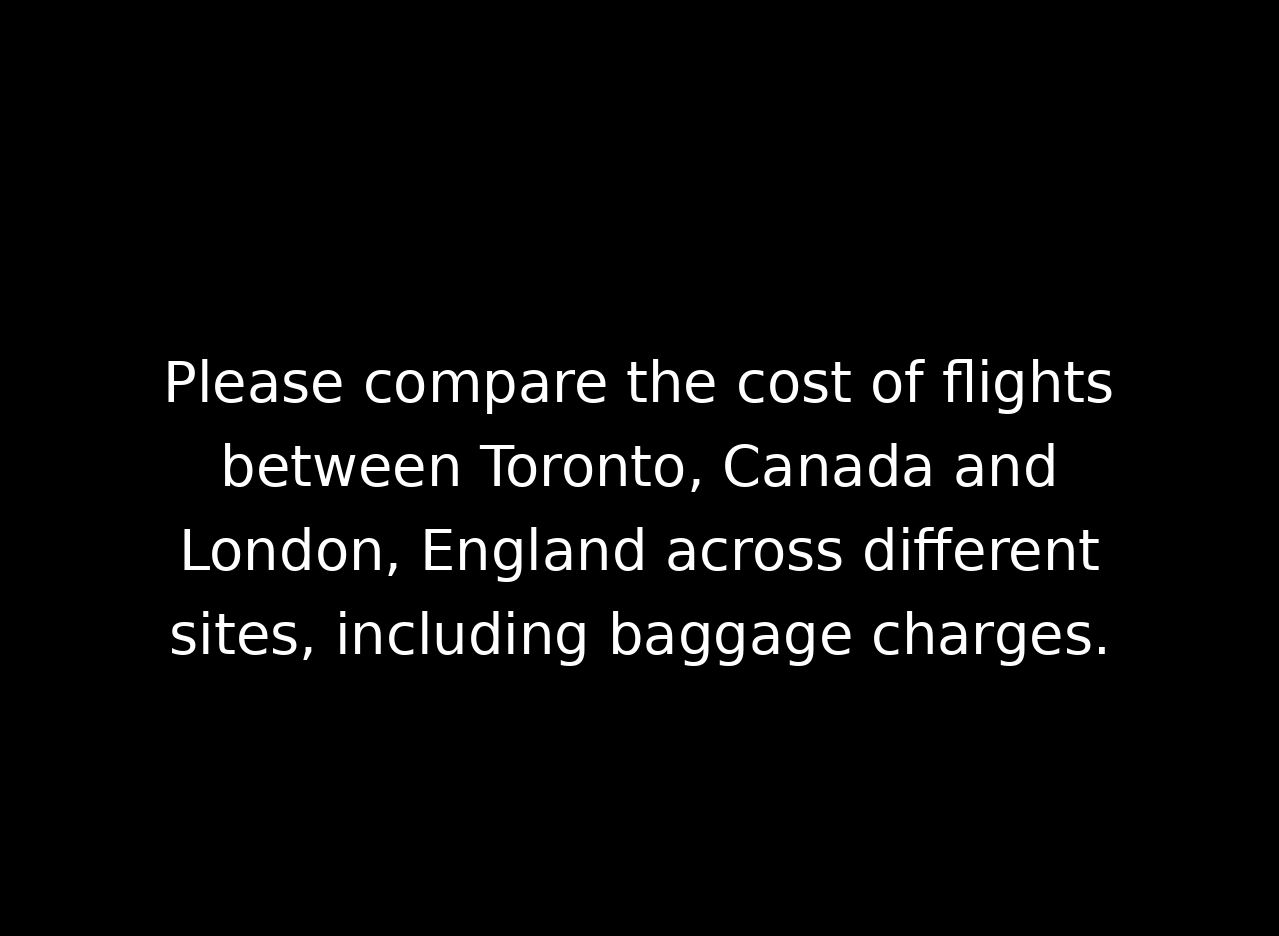 Please compare the cost of flights
between Toronto, Canada and
London, England across different
sites, including baggage charges.